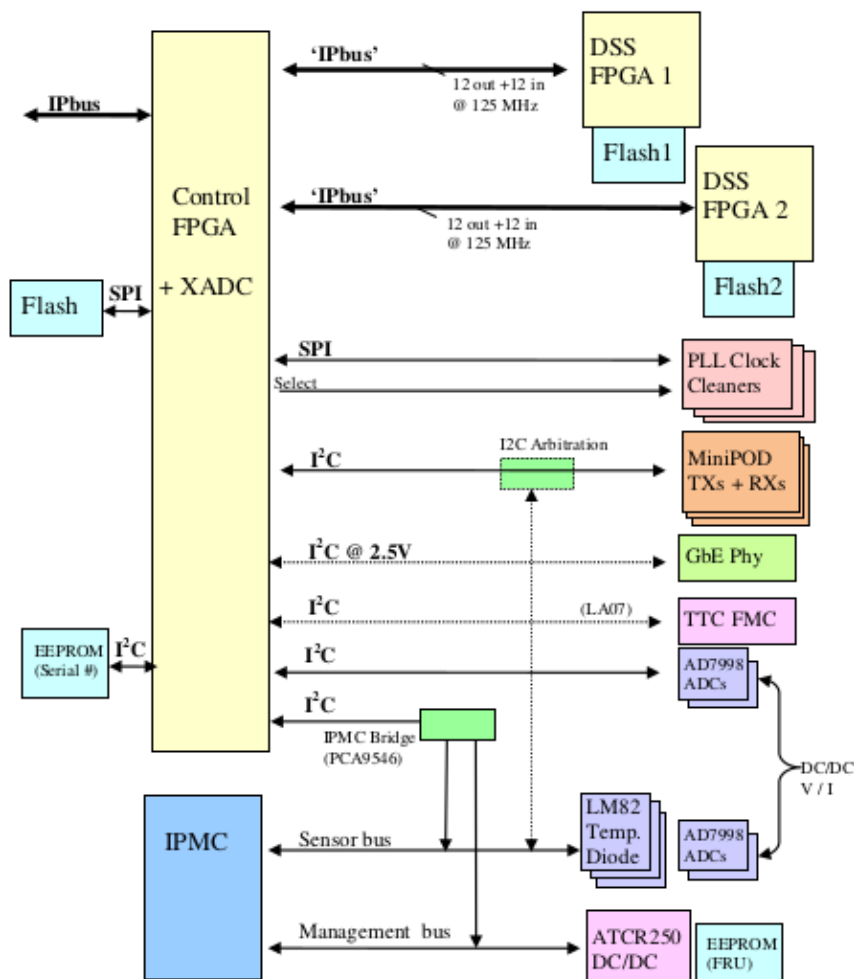 ‘IPbus’
12 out +12 in
@ 125 MHz
DSS
FPGA 1
Flash1
IPbus
Control
FPGA
+ XADC
‘IPbus’
12 out +12 in
@ 125 MHz
DSS
FPGA 2
Flash2
Flash
SPI
SPI
Select
PLL Clock
Cleaners
I2C Arbitration
I²C
MiniPOD
TXs + RXs
I²C @ 2.5V
GbE Phy
I²C
(LA07)
TTC FMC
EEPROM
(Serial #)
I²C
I²C
AD7998
ADCs
I²C
IPMC Bridge
(PCA9546)
DC/DC
V / I
IPMC
Sensor bus
LM82
Temp.
Diode
AD7998
ADCs
Management bus
ATCR250
DC/DC
EEPROM
(FRU)